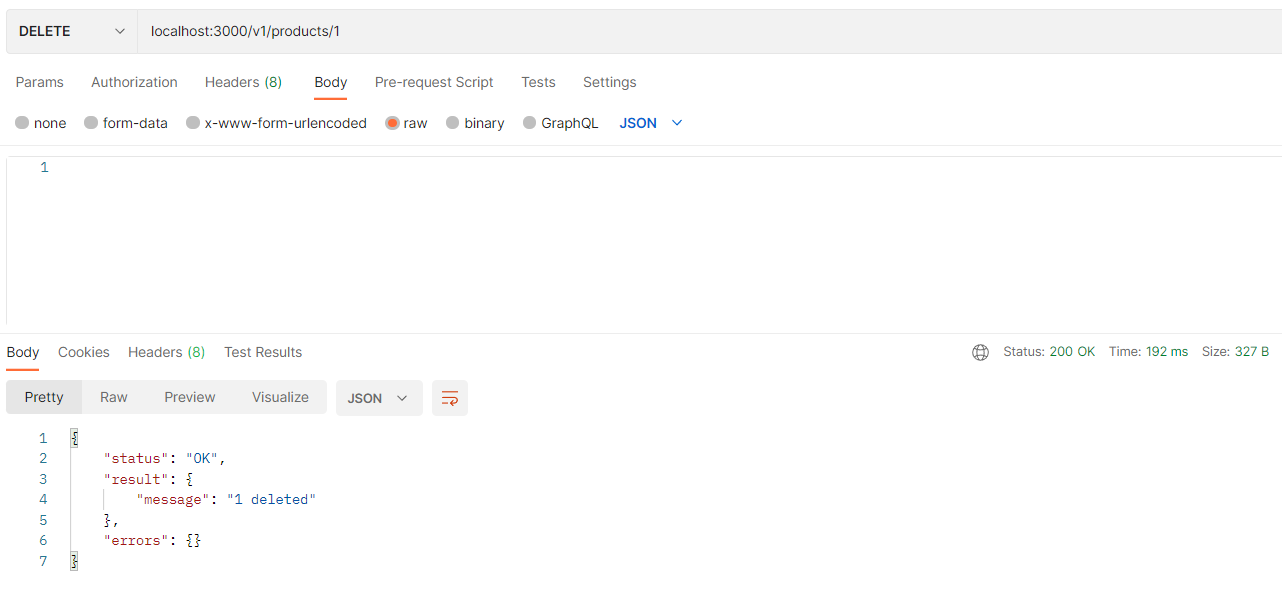 DELETE localhost:3000/v1/products/1
Params Authorization Headers (8) Body Pre-request Script Tests Settings
none form-data x-www-form-urlencoded raw binary GraphQL JSON
1
Body Cookies Headers (8) Test Results Status: 200 OK Time: 192 ms Size: 327 B
Pretty Raw Preview Visualize JSON
1 {
2 "status": "OK",
3 "result": {
4 "message": "1 deleted"
5 },
6 "errors": {}
7 }